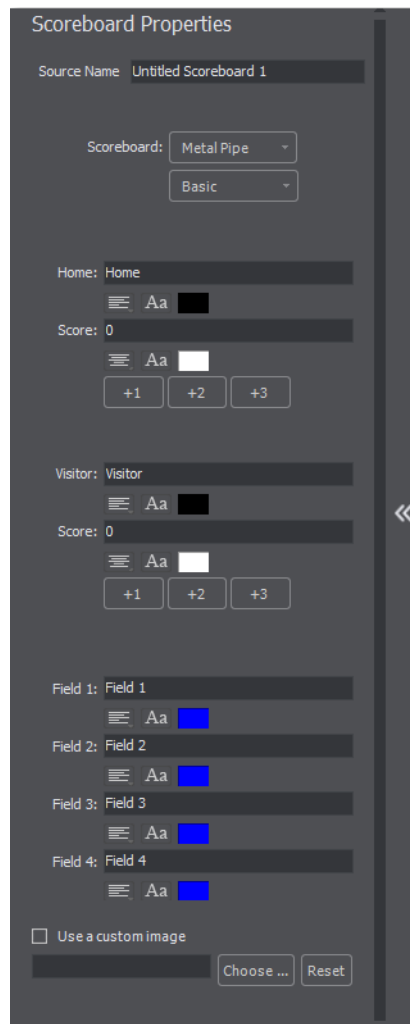 Scoreboard Properties
Source Name Untitled Scoreboard 1
Scoreboard: Metal Pipe
Basic
Home: Home
Aa
Score: 0
Aa
+1 +2 +3
Visitor: Visitor
Aa
Score: 0
Aa
+1 +2 +3
Field 1: Field 1
Aa
Field 2: Field 2
Aa
Field 3: Field 3
Aa
Field 4: Field 4
Aa
Use a custom image
Choose ... Reset